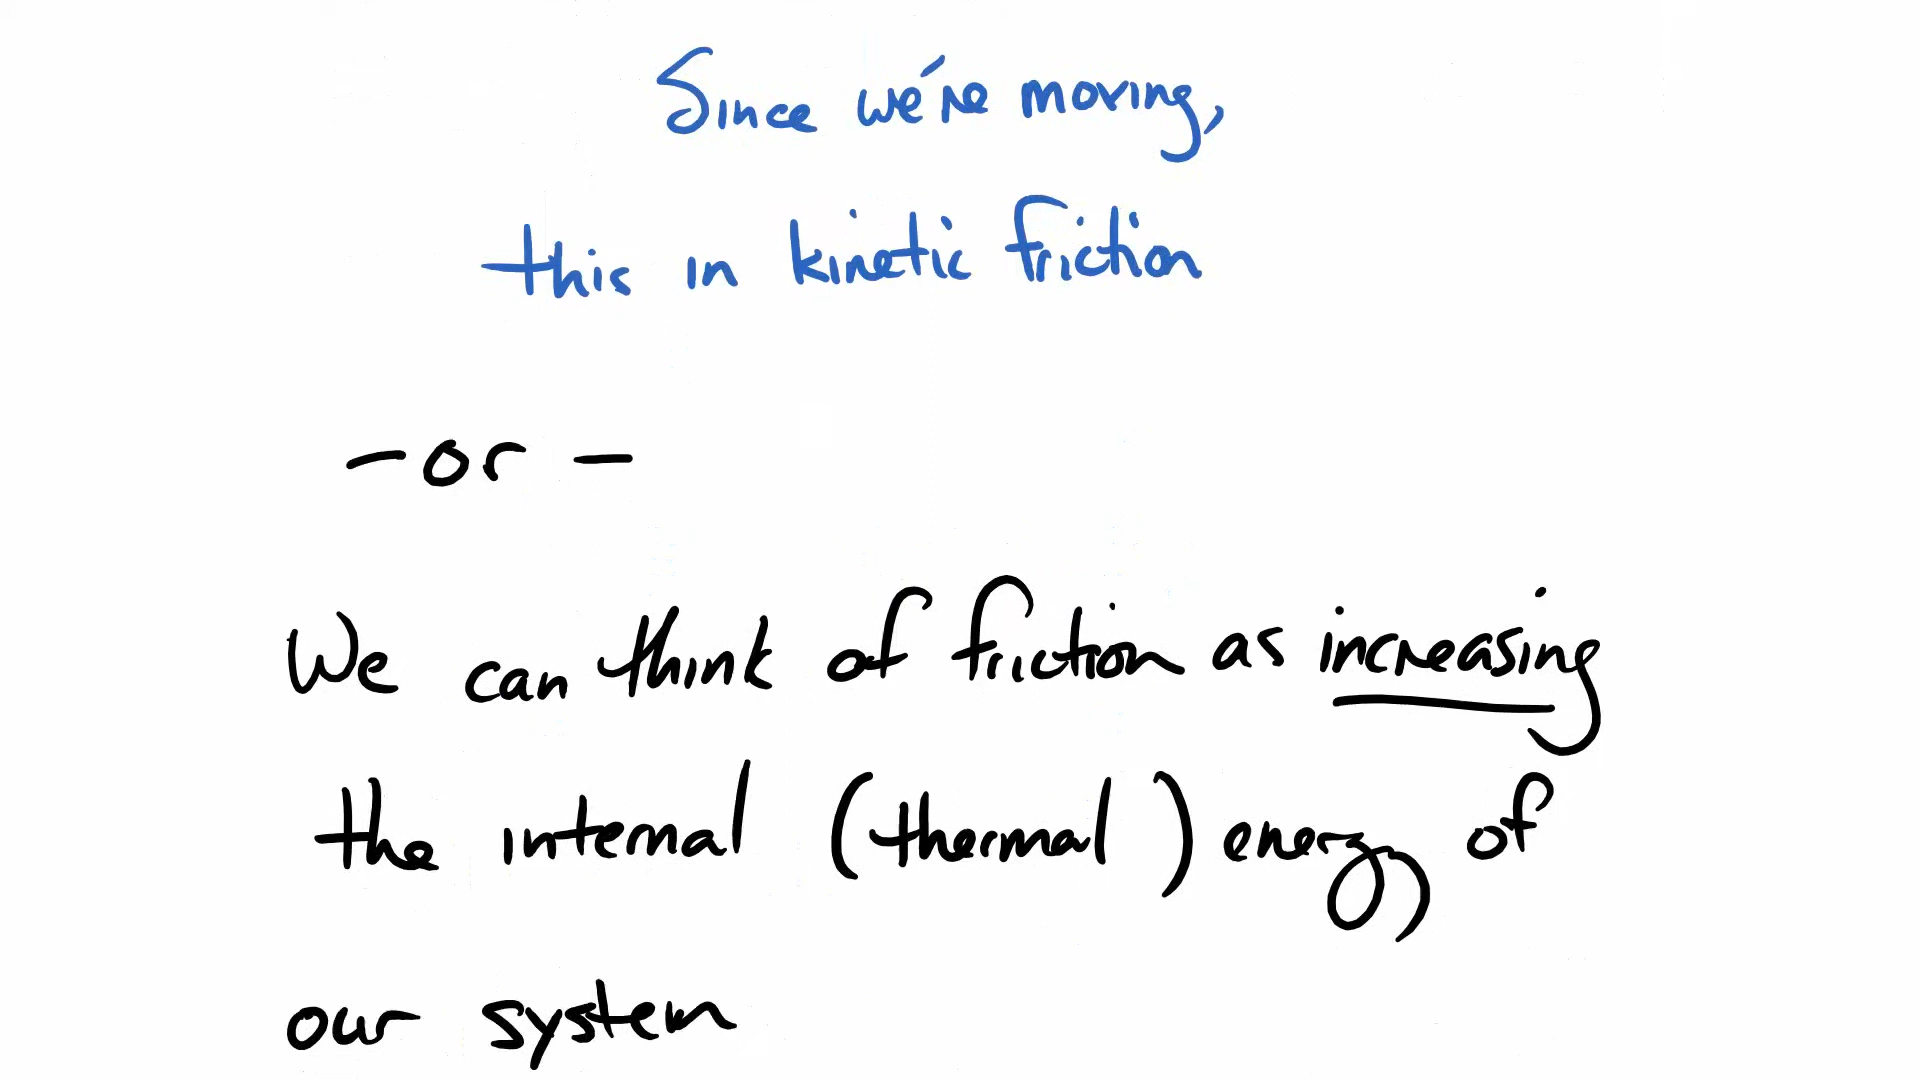 Since we're moving,
this in kinetic friction
- or -
We can think of friction as increasing
the internal (thermal) energy of
our system